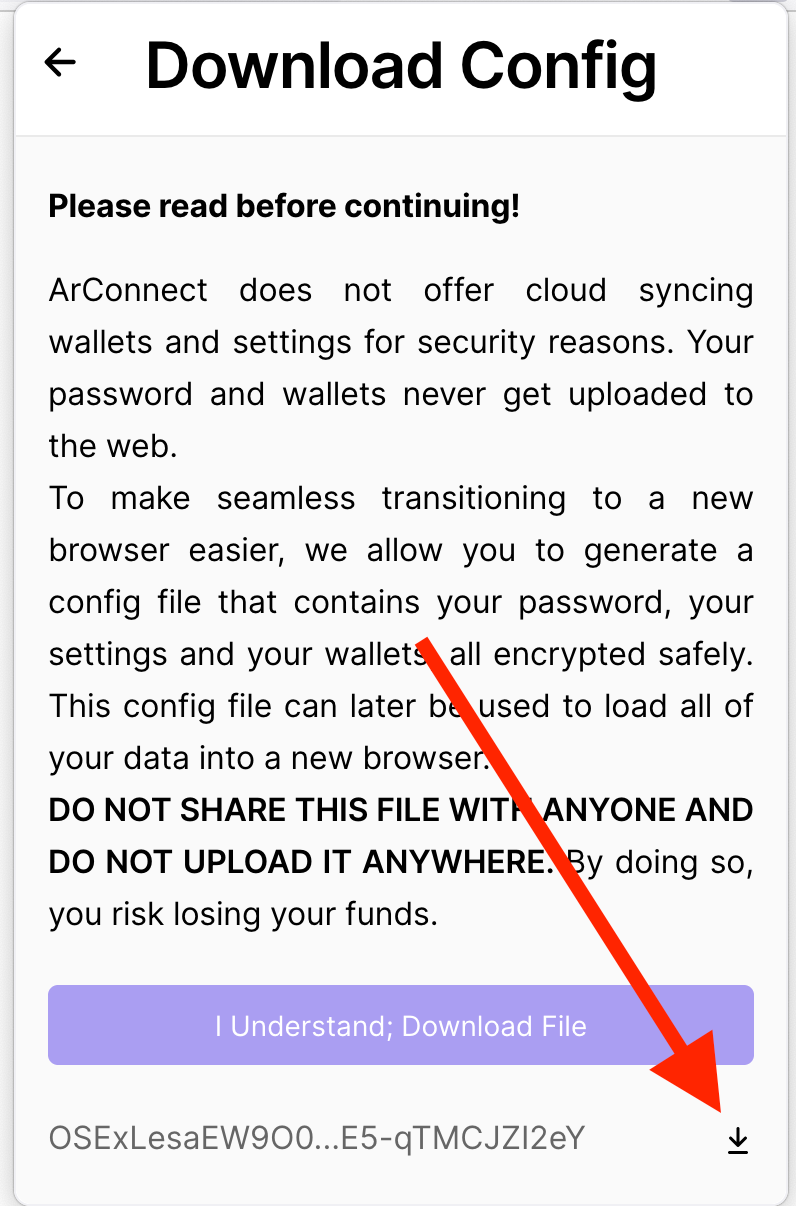 Download Config
Please read before continuing!
ArConnect does not offer cloud syncing
wallets and settings for security reasons. Your
password and wallets never get uploaded to
the web.
To make seamless transitioning to a new
browser easier, we allow you to generate a
config file that contains your password, your
settings and your wallets, all encrypted safely.
This config file can later be used to load all of
your data into a new browser.
DO NOT SHARE THIS FILE WITH ANYONE AND
DO NOT UPLOAD IT ANYWHERE. By doing so,
you risk losing your funds.
I Understand; Download File
OSExLesaEW9O0...E5-qTMCJZI2eY